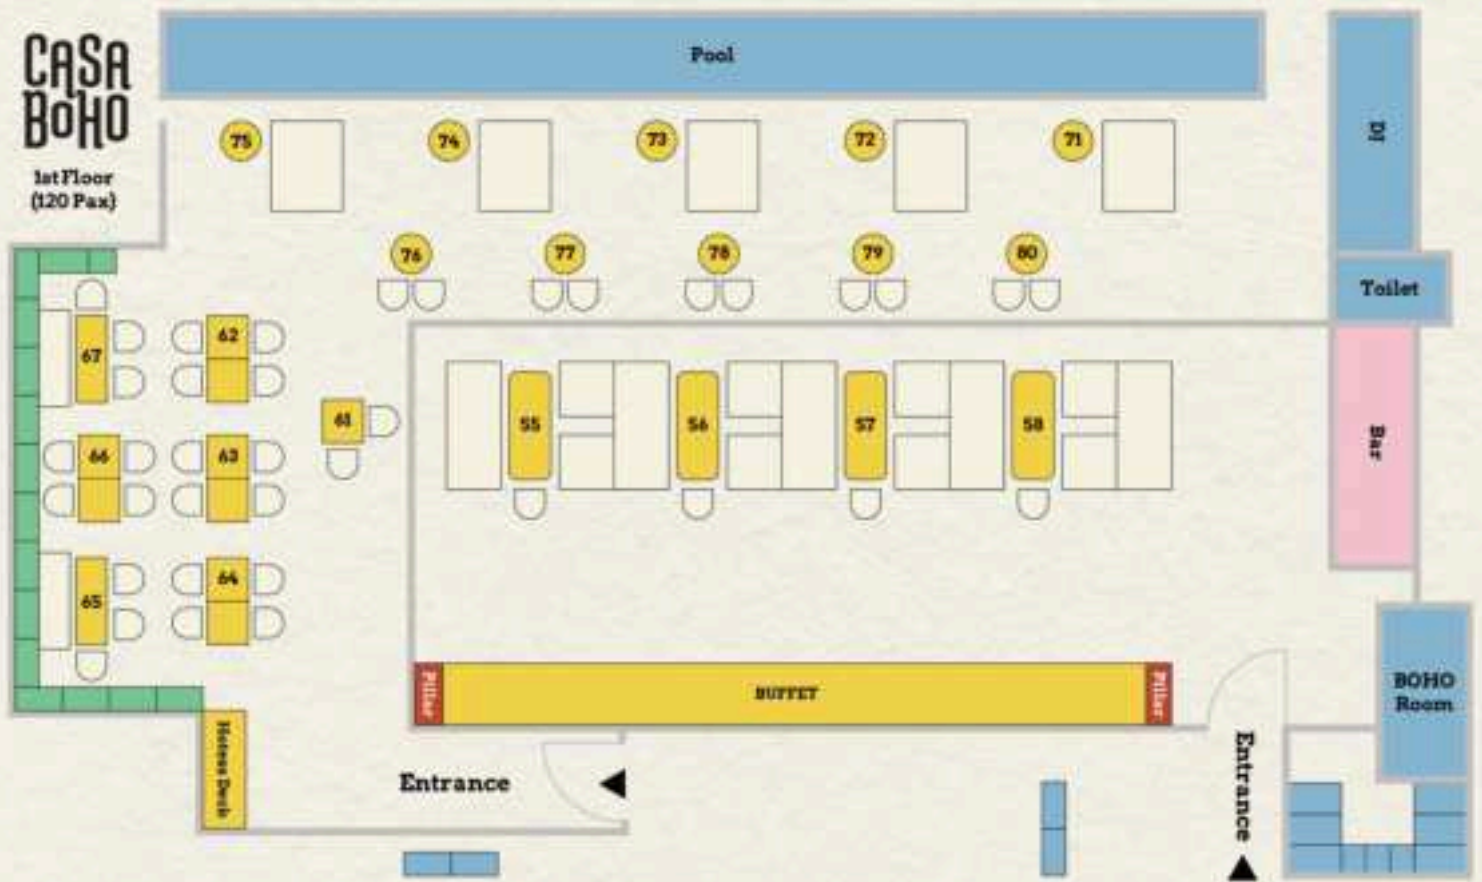 CASA
BOHO
1st Floor
(120 Pax)
Pool
DJ
75
74
73
72
71
76
77
78
79
80
Toilet
67
62
61
66
63
65
64
55
56
57
58
Bar
Pillar
BUFFET
Pillar
BOHO
Room
Hotess Desk
Entrance
Entrance